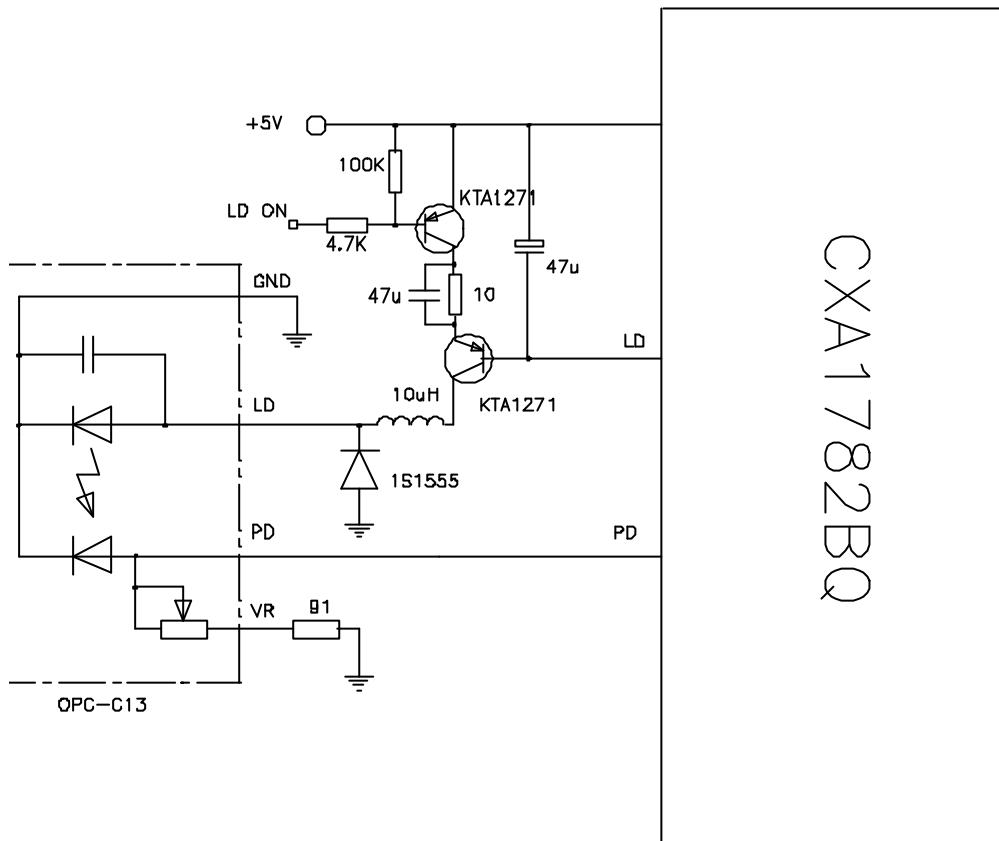 +5V
100K
KTA1271
LD ON
4.7K
47u
GND
47u
10
LD
10uH
LD
KTA1271
1S1555
PD
PD
VR
91
OPC-C13
CXA1782BQ